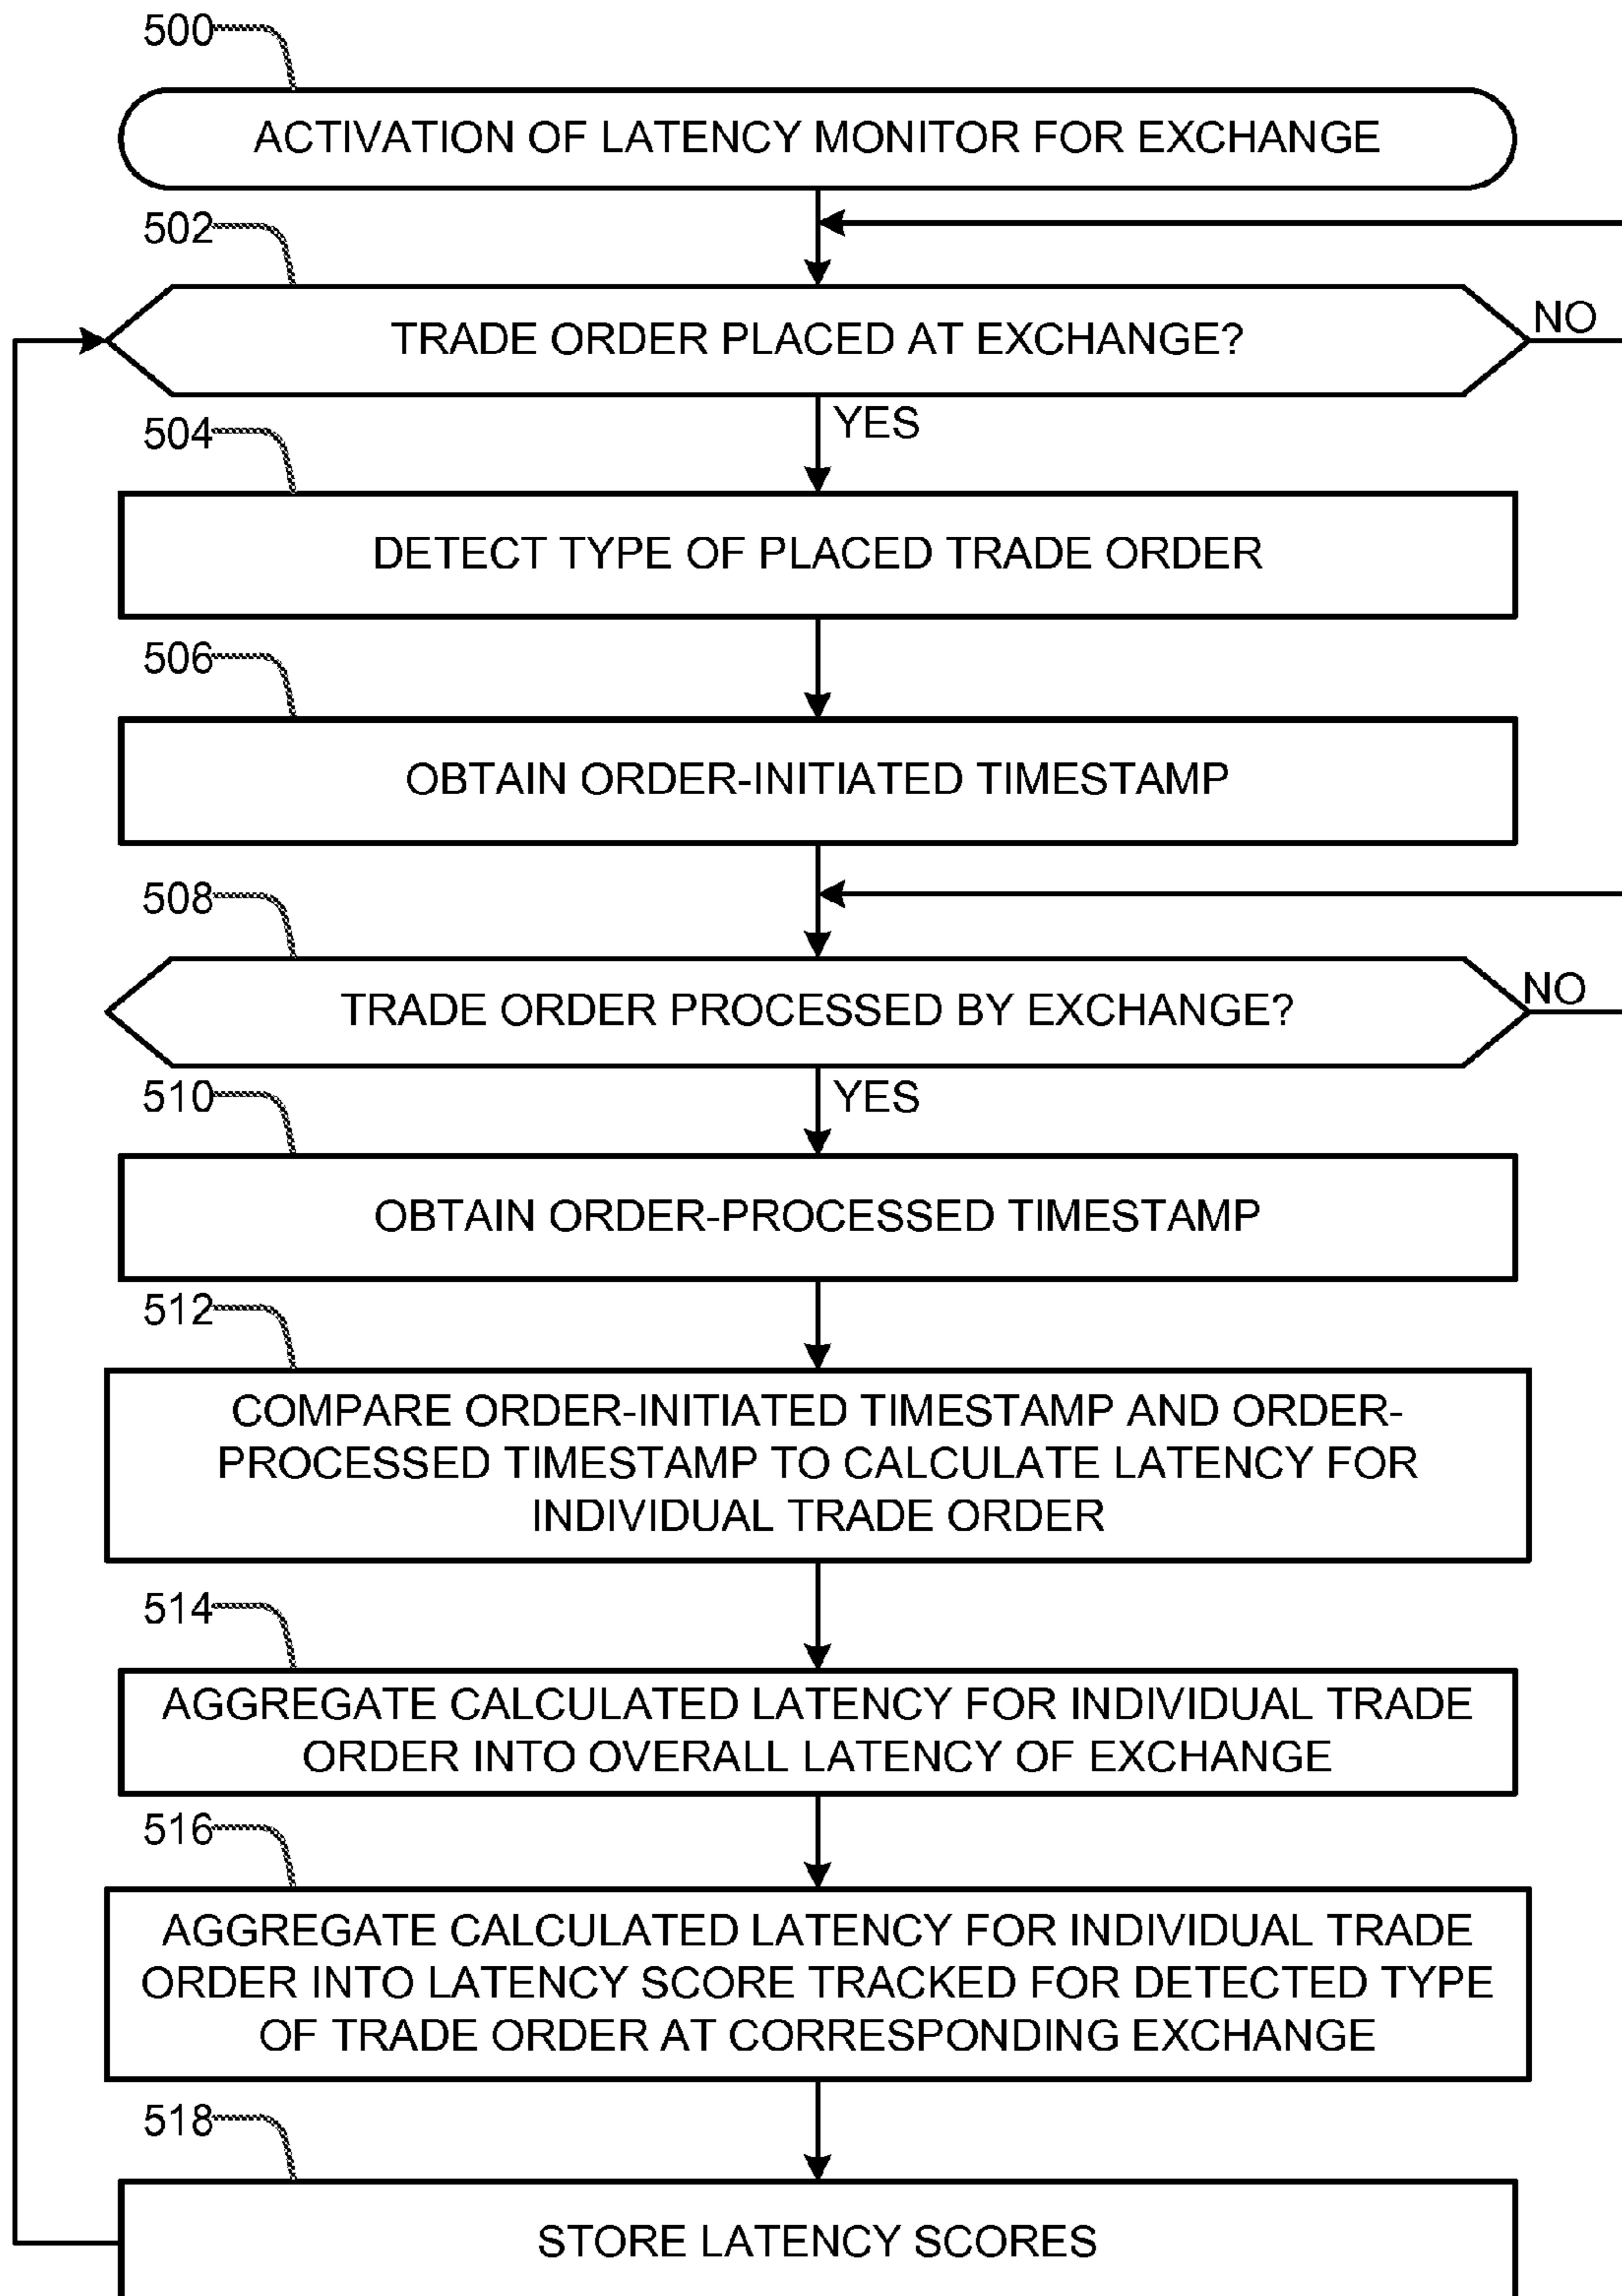 500
ACTIVATION OF LATENCY MONITOR FOR EXCHANGE
502
TRADE ORDER PLACED AT EXCHANGE?
NO
YES
504
DETECT TYPE OF PLACED TRADE ORDER
506
OBTAIN ORDER-INITIATED TIMESTAMP
508
TRADE ORDER PROCESSED BY EXCHANGE?
NO
YES
510
OBTAIN ORDER-PROCESSED TIMESTAMP
512
COMPARE ORDER-INITIATED TIMESTAMP AND ORDER-
PROCESSED TIMESTAMP TO CALCULATE LATENCY FOR
INDIVIDUAL TRADE ORDER
514
AGGREGATE CALCULATED LATENCY FOR INDIVIDUAL TRADE
ORDER INTO OVERALL LATENCY OF EXCHANGE
516
AGGREGATE CALCULATED LATENCY FOR INDIVIDUAL TRADE
ORDER INTO LATENCY SCORE TRACKED FOR DETECTED TYPE
OF TRADE ORDER AT CORRESPONDING EXCHANGE
518
STORE LATENCY SCORES